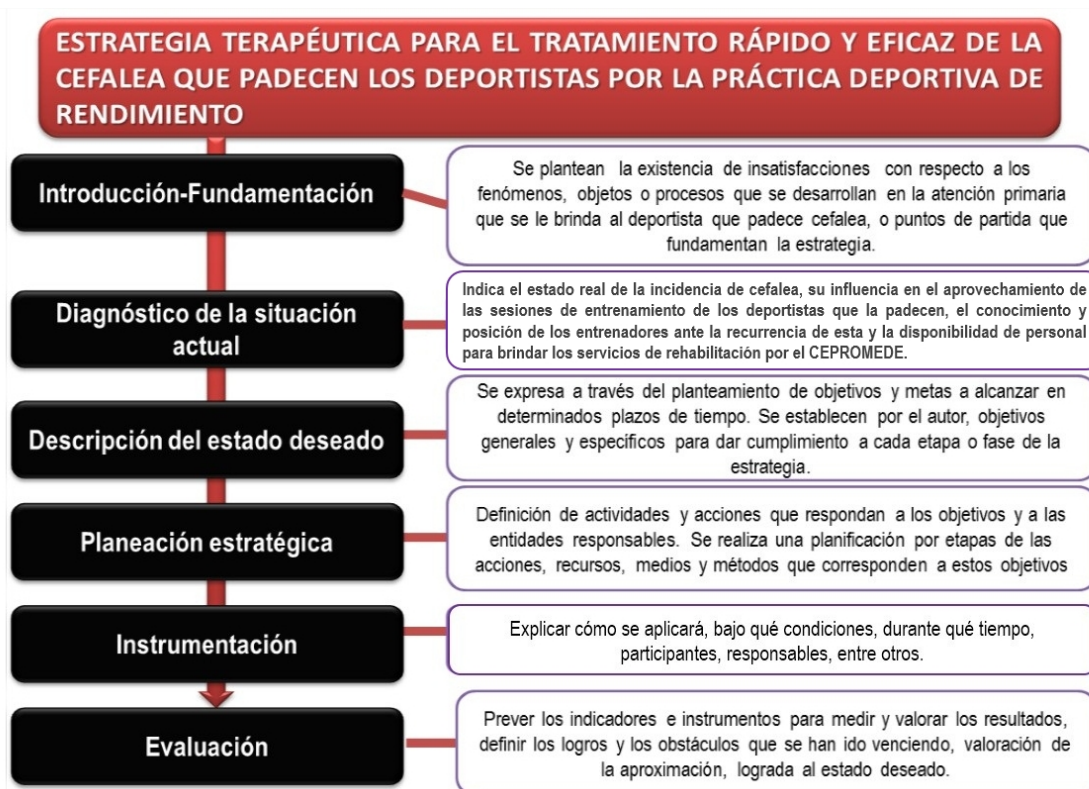 ESTRATEGIA TERAPÉUTICA PARA EL TRATAMIENTO RÁPIDO Y EFICAZ DE LA
CEFALEA QUE PADECEN LOS DEPORTISTAS POR LA PRÁCTICA DEPORTIVA DE
RENDIMIENTO
Introducción-Fundamentación
Se plantean la existencia de insatisfacciones con respecto a los
fenómenos, objetos o procesos que se desarrollan en la atención primaria
que se le brinda al deportista que padece cefalea, o puntos de partida que
fundamentan la estrategia.
Diagnóstico de la situación
actual
Indica el estado real de la incidencia de cefalea, su influencia en el aprovechamiento de
las sesiones de entrenamiento de los deportistas que la padecen, el conocimiento y
posición de los entrenadores ante la recurrencia de esta y la disponibilidad de personal
para brindar los servicios de rehabilitación por el CEPROMEDE.
Descripción del estado deseado
Se expresa a través del planteamiento de objetivos y metas a alcanzar en
determinados plazos de tiempo. Se establecen por el autor, objetivos
generales y específicos para dar cumplimiento a cada etapa o fase de la
estrategia.
Planeación estratégica
Definición de actividades y acciones que respondan a los objetivos y a las
entidades responsables. Se realiza una planificación por etapas de las
acciones, recursos, medios y métodos que corresponden a estos objetivos
Instrumentación
Explicar cómo se aplicará, bajo qué condiciones, durante qué tiempo,
participantes, responsables, entre otros.
Evaluación
Prever los indicadores e instrumentos para medir y valorar los resultados,
definir los logros y los obstáculos que se han ido venciendo, valoración de
la aproximación, lograda al estado deseado.